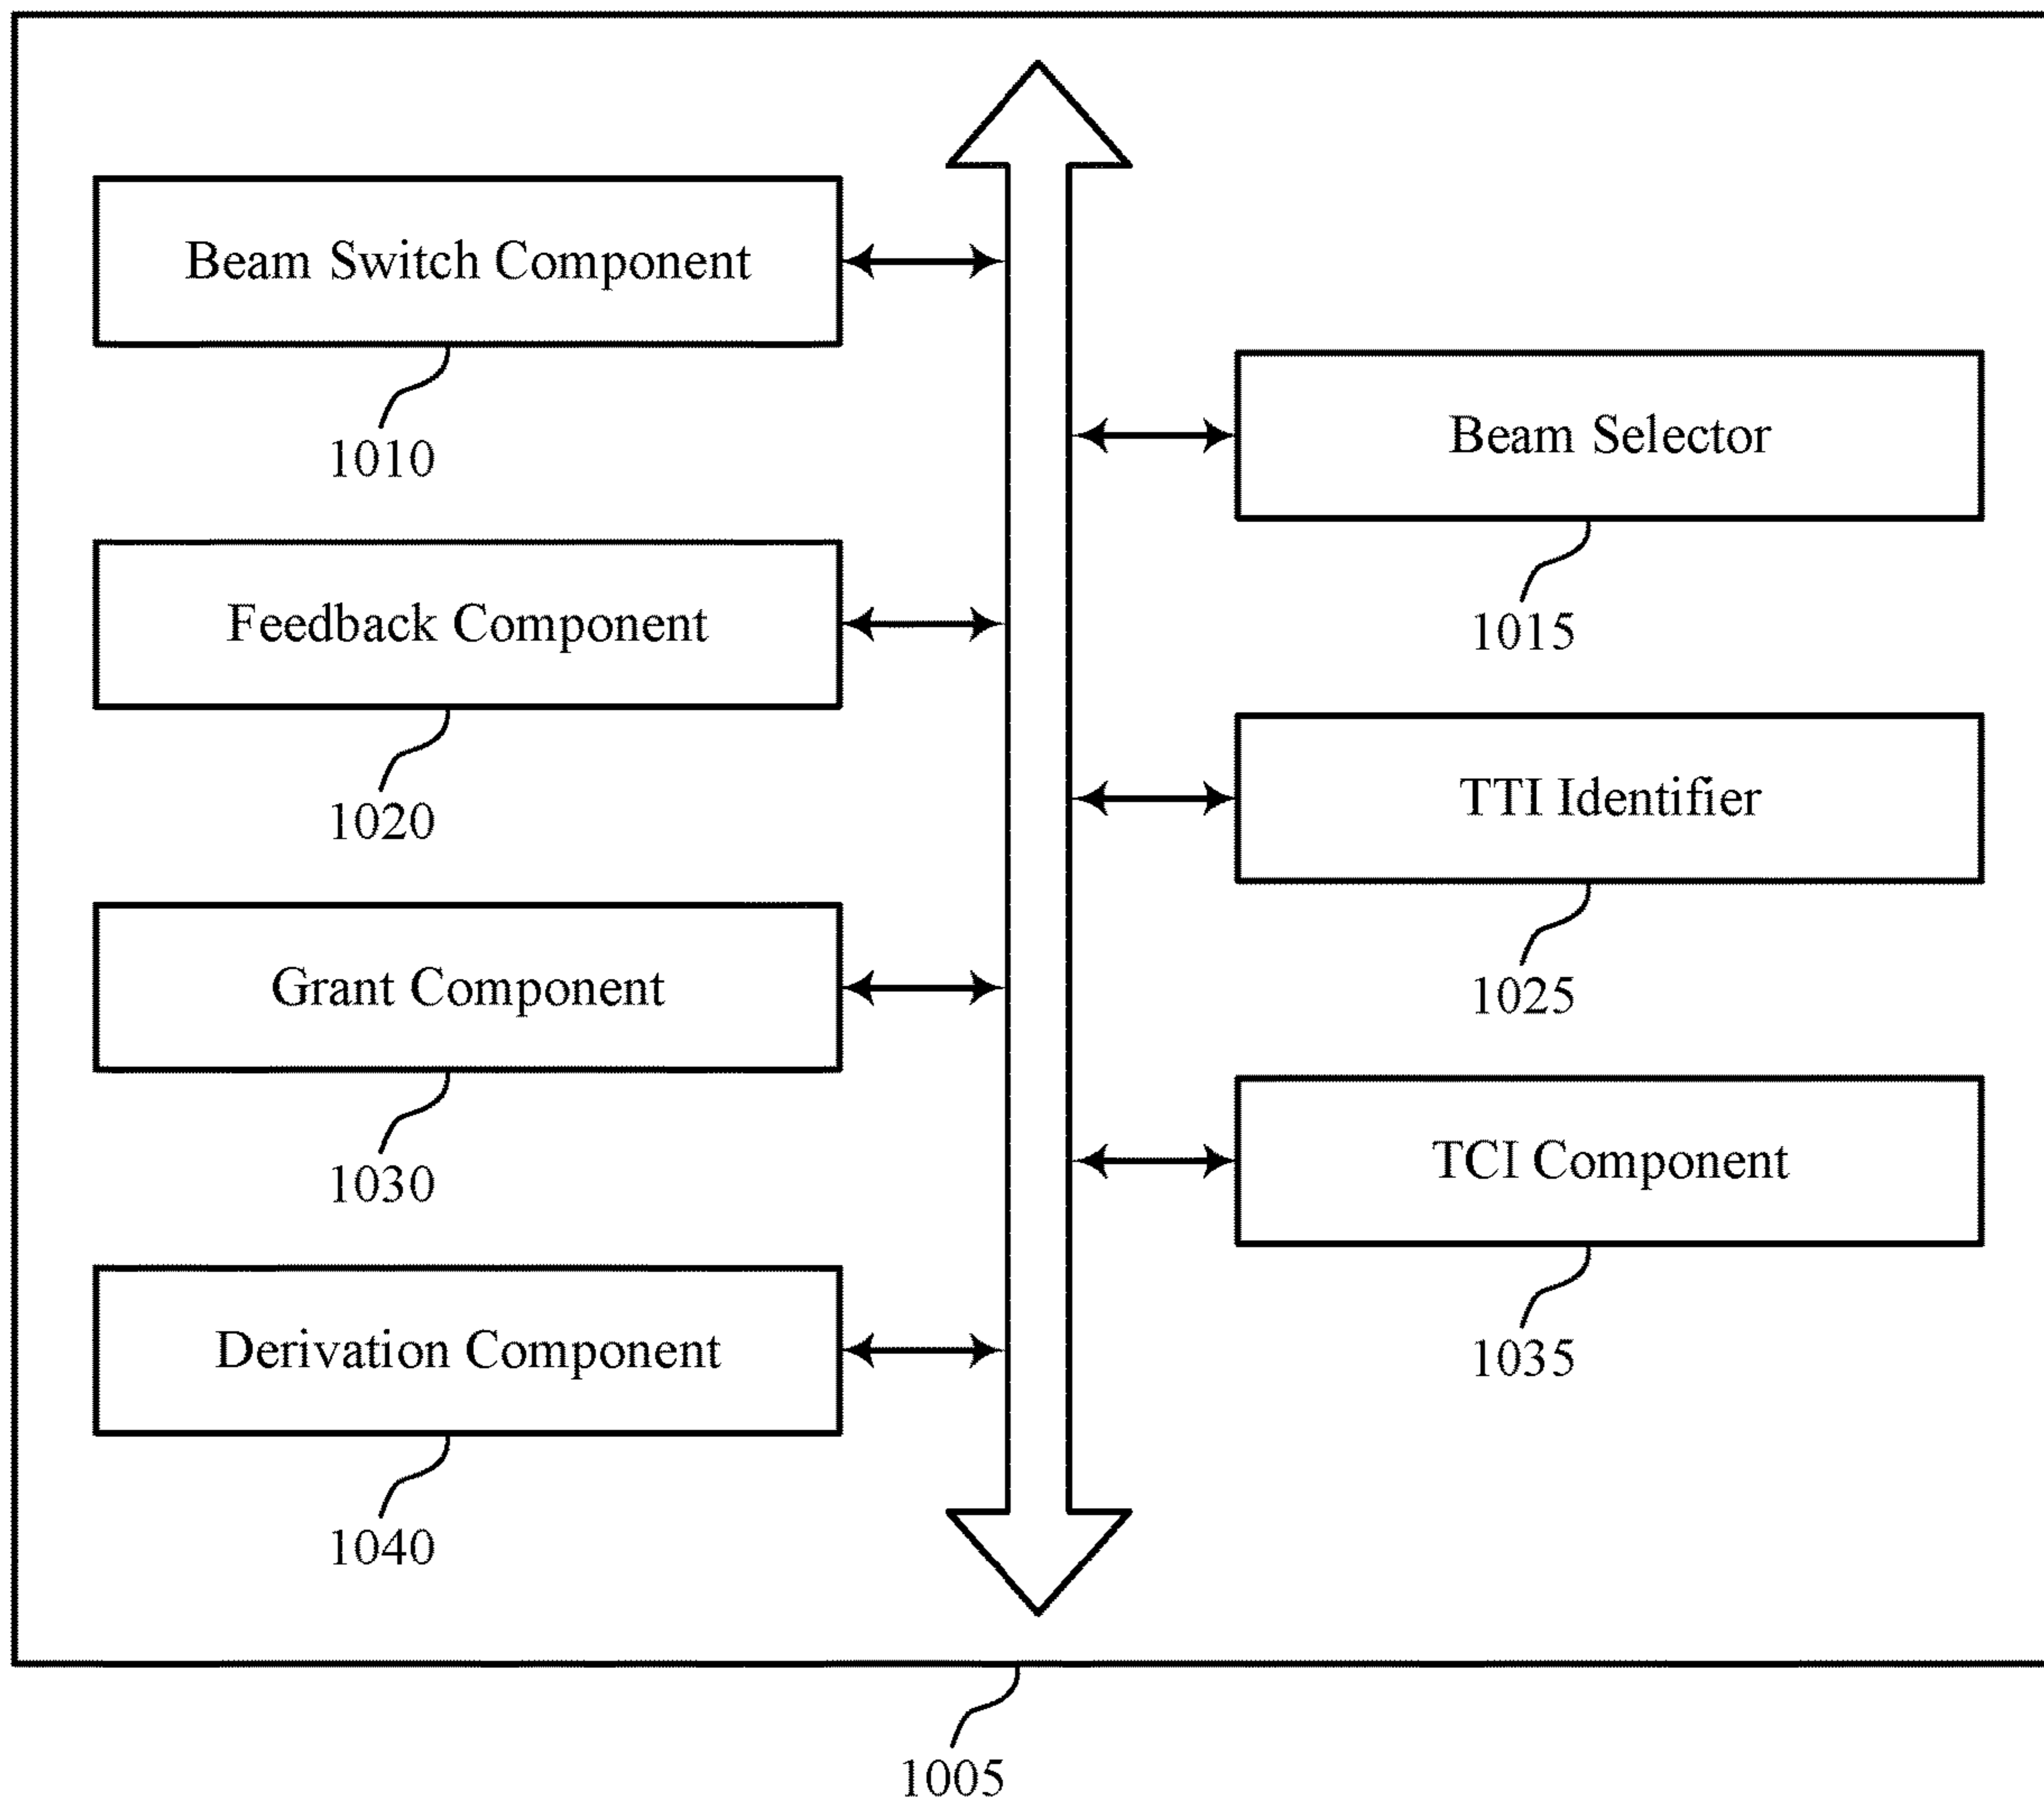 Beam Switch Component
1010
Beam Selector
1015
Feedback Component
1020
TTI Identifier
1025
Grant Component
1030
TCI Component
1035
Derivation Component
1040
1005